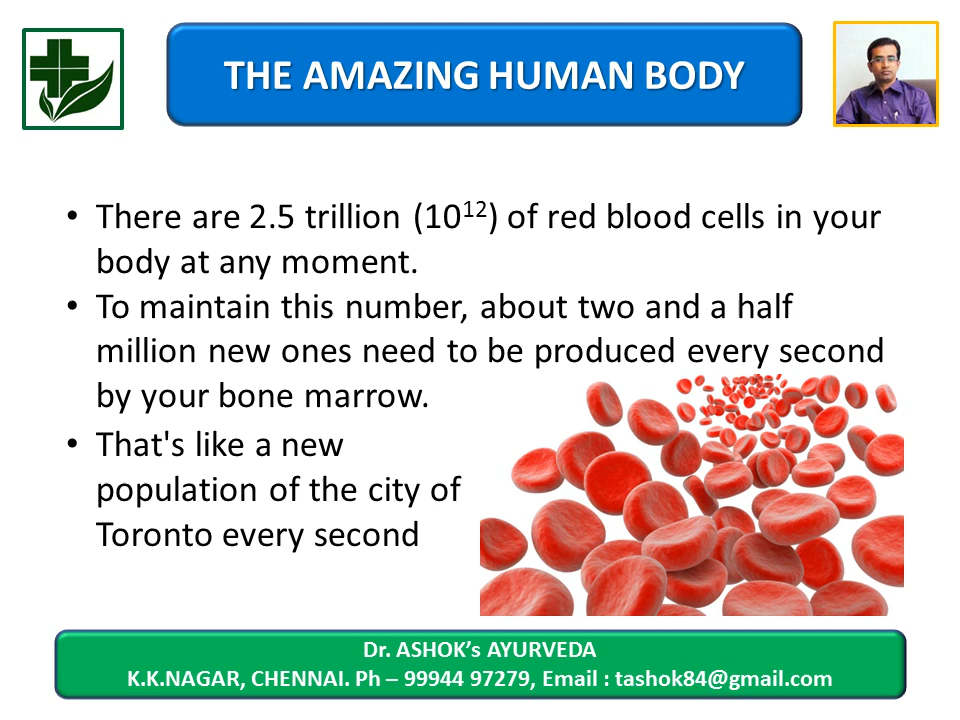 THE AMAZING HUMAN BODY
• There are 2.5 trillion (10¹²) of red blood cells in your
body at any moment.
• To maintain this number, about two and a half
million new ones need to be produced every second
by your bone marrow.
• That's like a new
population of the city of
Toronto every second
Dr. ASHOK’s AYURVEDA
K.K.NAGAR, CHENNAI. Ph – 99944 97279, Email : tashok84@gmail.com